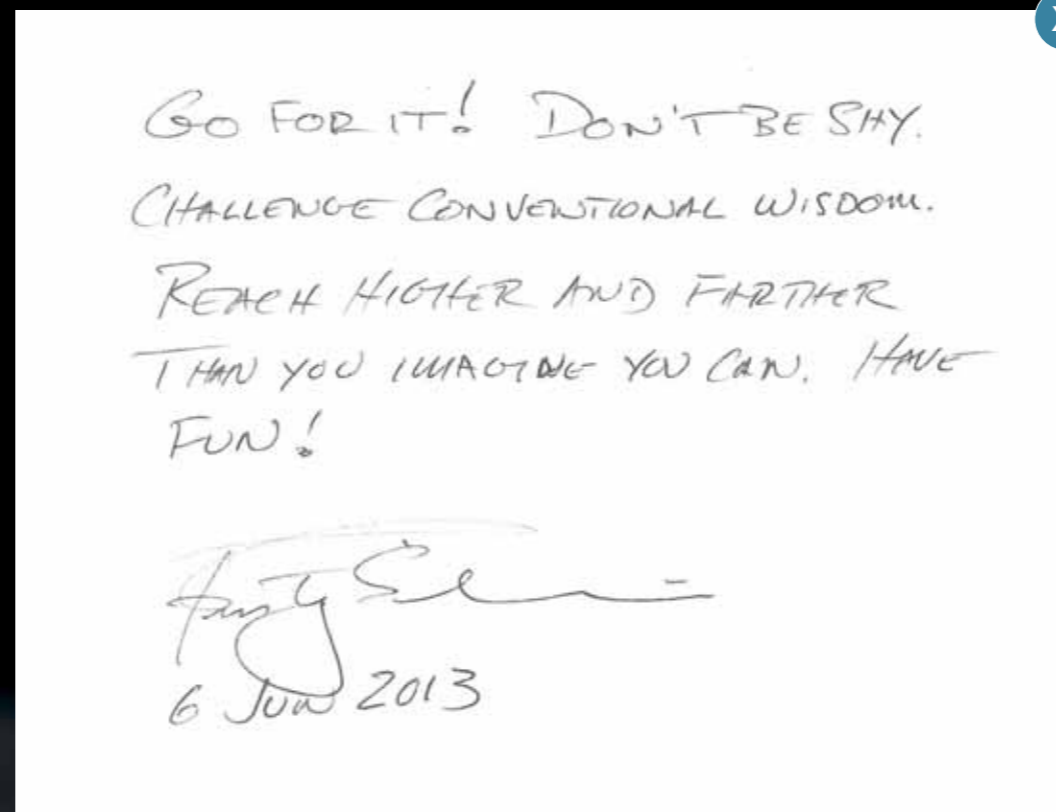 GO FOR IT! DON'T BE SHY.
CHALLENGE CONVENTIONAL WISDOM.
REACH HIGHER AND FARTHER
THAN YOU IMAGINE YOU CAN. HAVE
FUN!
6 JUN 2013